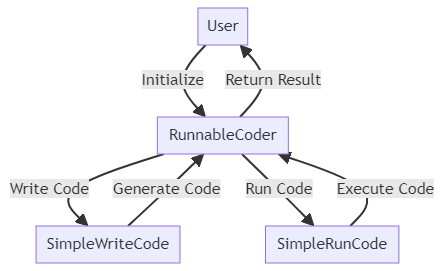 User
Initialize
Return Result
RunnableCoder
Write Code
Generate Code
Run Code
Execute Code
SimpleWriteCode
SimpleRunCode